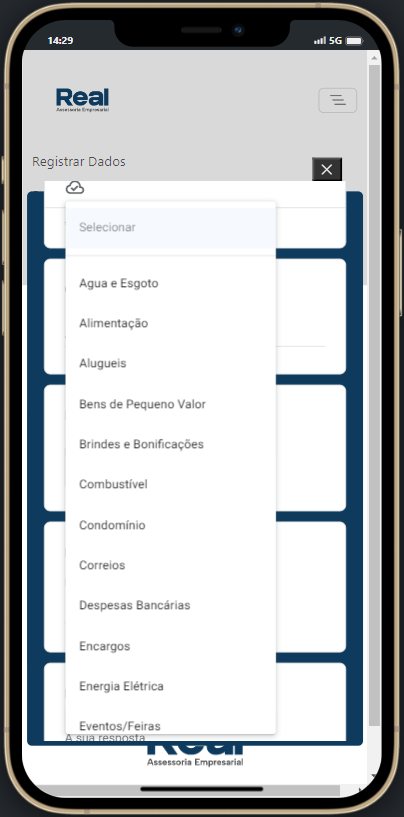 14:29
5G
Real
Assessoria Empresarial
Registrar Dados
Selecionar
Agua e Esgoto
Alimentação
Alugueis
Bens de Pequeno Valor
Brindes e Bonificações
Combustível
Condomínio
Correios
Despesas Bancárias
Encargos
Energia Elétrica
Eventos/Feiras
A sua resposta
Real
Assessoria Empresarial